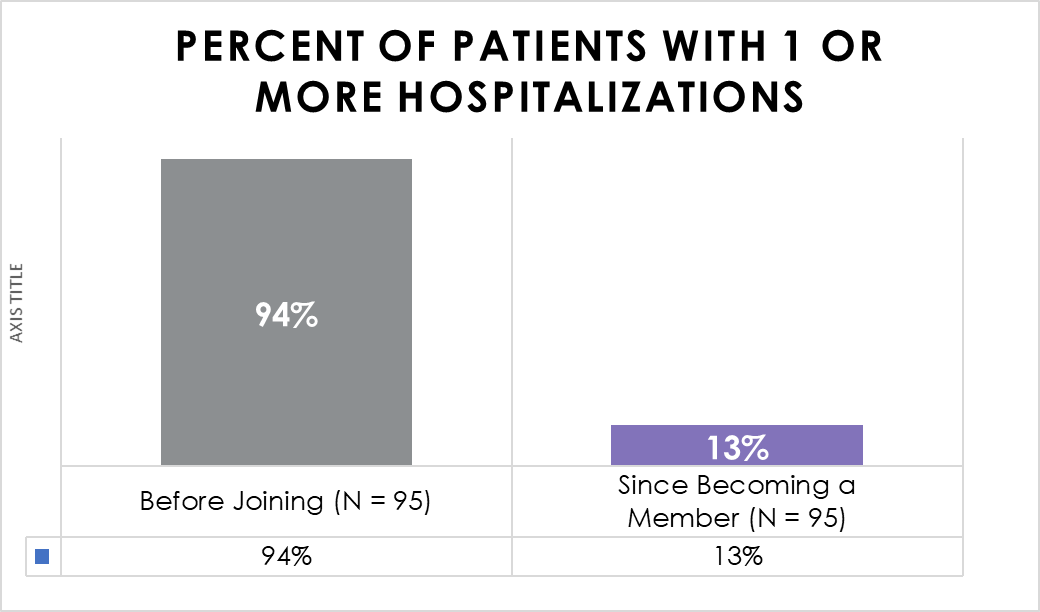 PERCENT OF PATIENTS WITH 1 OR
MORE HOSPITALIZATIONS
AXIS TITLE
94%
13%
Before Joining (N = 95)
Since Becoming a
Member (N = 95)
94%
13%